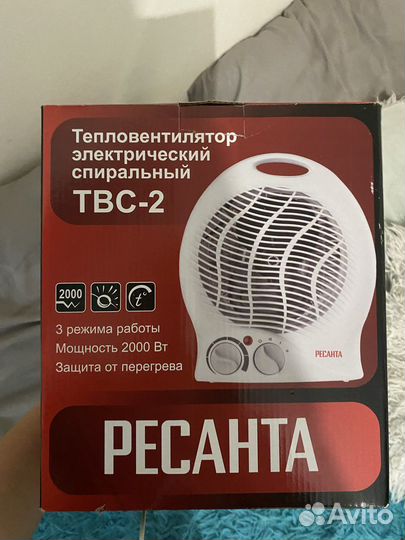 Тепловентилятор
электрический
спиральный
ТВС-2
2000
t°
3 режима работы
Мощность 2000 Вт
Защита от перегрева
РЕСАНТА
РЕСАНТА
Avito